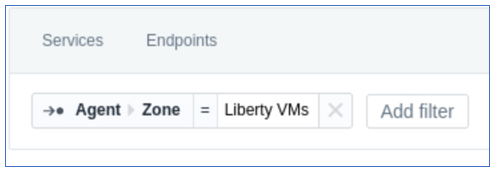 Services Endpoints
Agent Zone = Liberty VMs Add filter